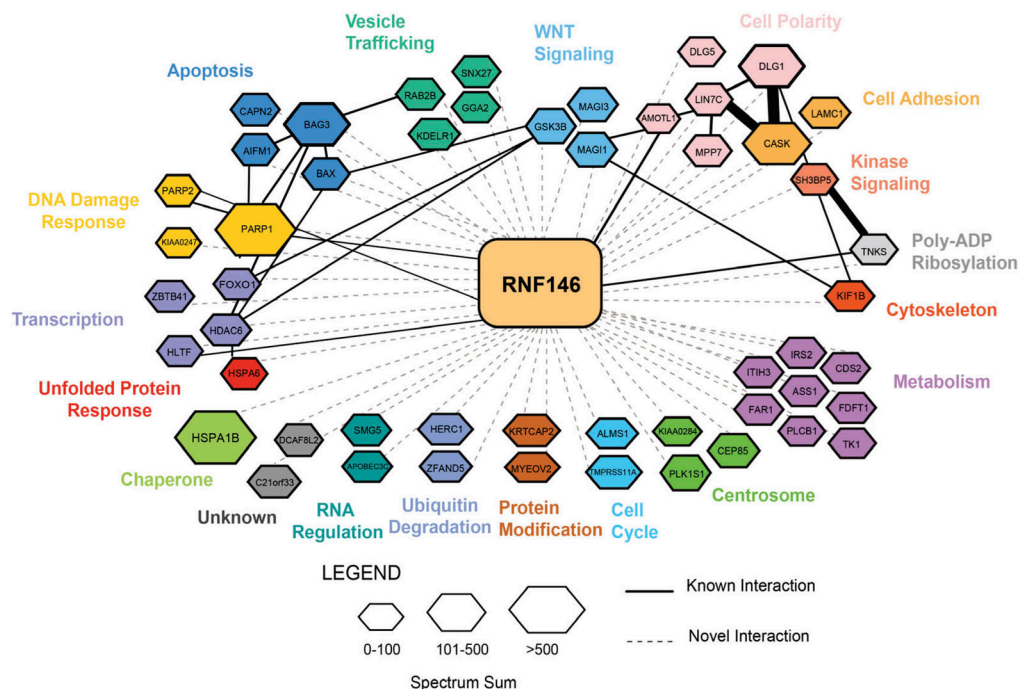 Vesicle
Trafficking
WNT
Signaling
Cell Polarity
Apoptosis
Cell Adhesion
Kinase
Signaling
DNA Damage
Response
Poly-ADP
Ribosylation
Transcription
Cytoskeleton
Unfolded Protein
Response
Metabolism
Chaperone
Unknown
RNA
Regulation
Ubiquitin
Degradation
Protein
Modification
Cell
Cycle
Centrosome
RNF146
CAPN2
BAG3
AIFM1
BAX
RAB2B
SNX27
GGA2
KDELR1
GSK3B
MAGI3
MAGI1
DLG5
DLG1
LIN7C
AMOTL1
MPP7
LAMC1
CASK
SH3BP5
TNKS
KIF1B
PARP2
PARP1
KIAA0247
FOXO1
ZBTB41
HDAC6
HLTF
HSPA6
HSPA1B
DCAF8L2
C21orf33
SMG5
APOBEC3C
HERC1
ZFAND5
KRTCAP2
MYEOV2
ALMS1
TMPRSS11A
KIAA0284
CEP85
PLK1S1
IRS2
ITIH3
CDS2
ASS1
FAR1
FDFT1
PLCB1
TK1
LEGEND
0-100
101-500
>500
Spectrum Sum
Known Interaction
Novel Interaction